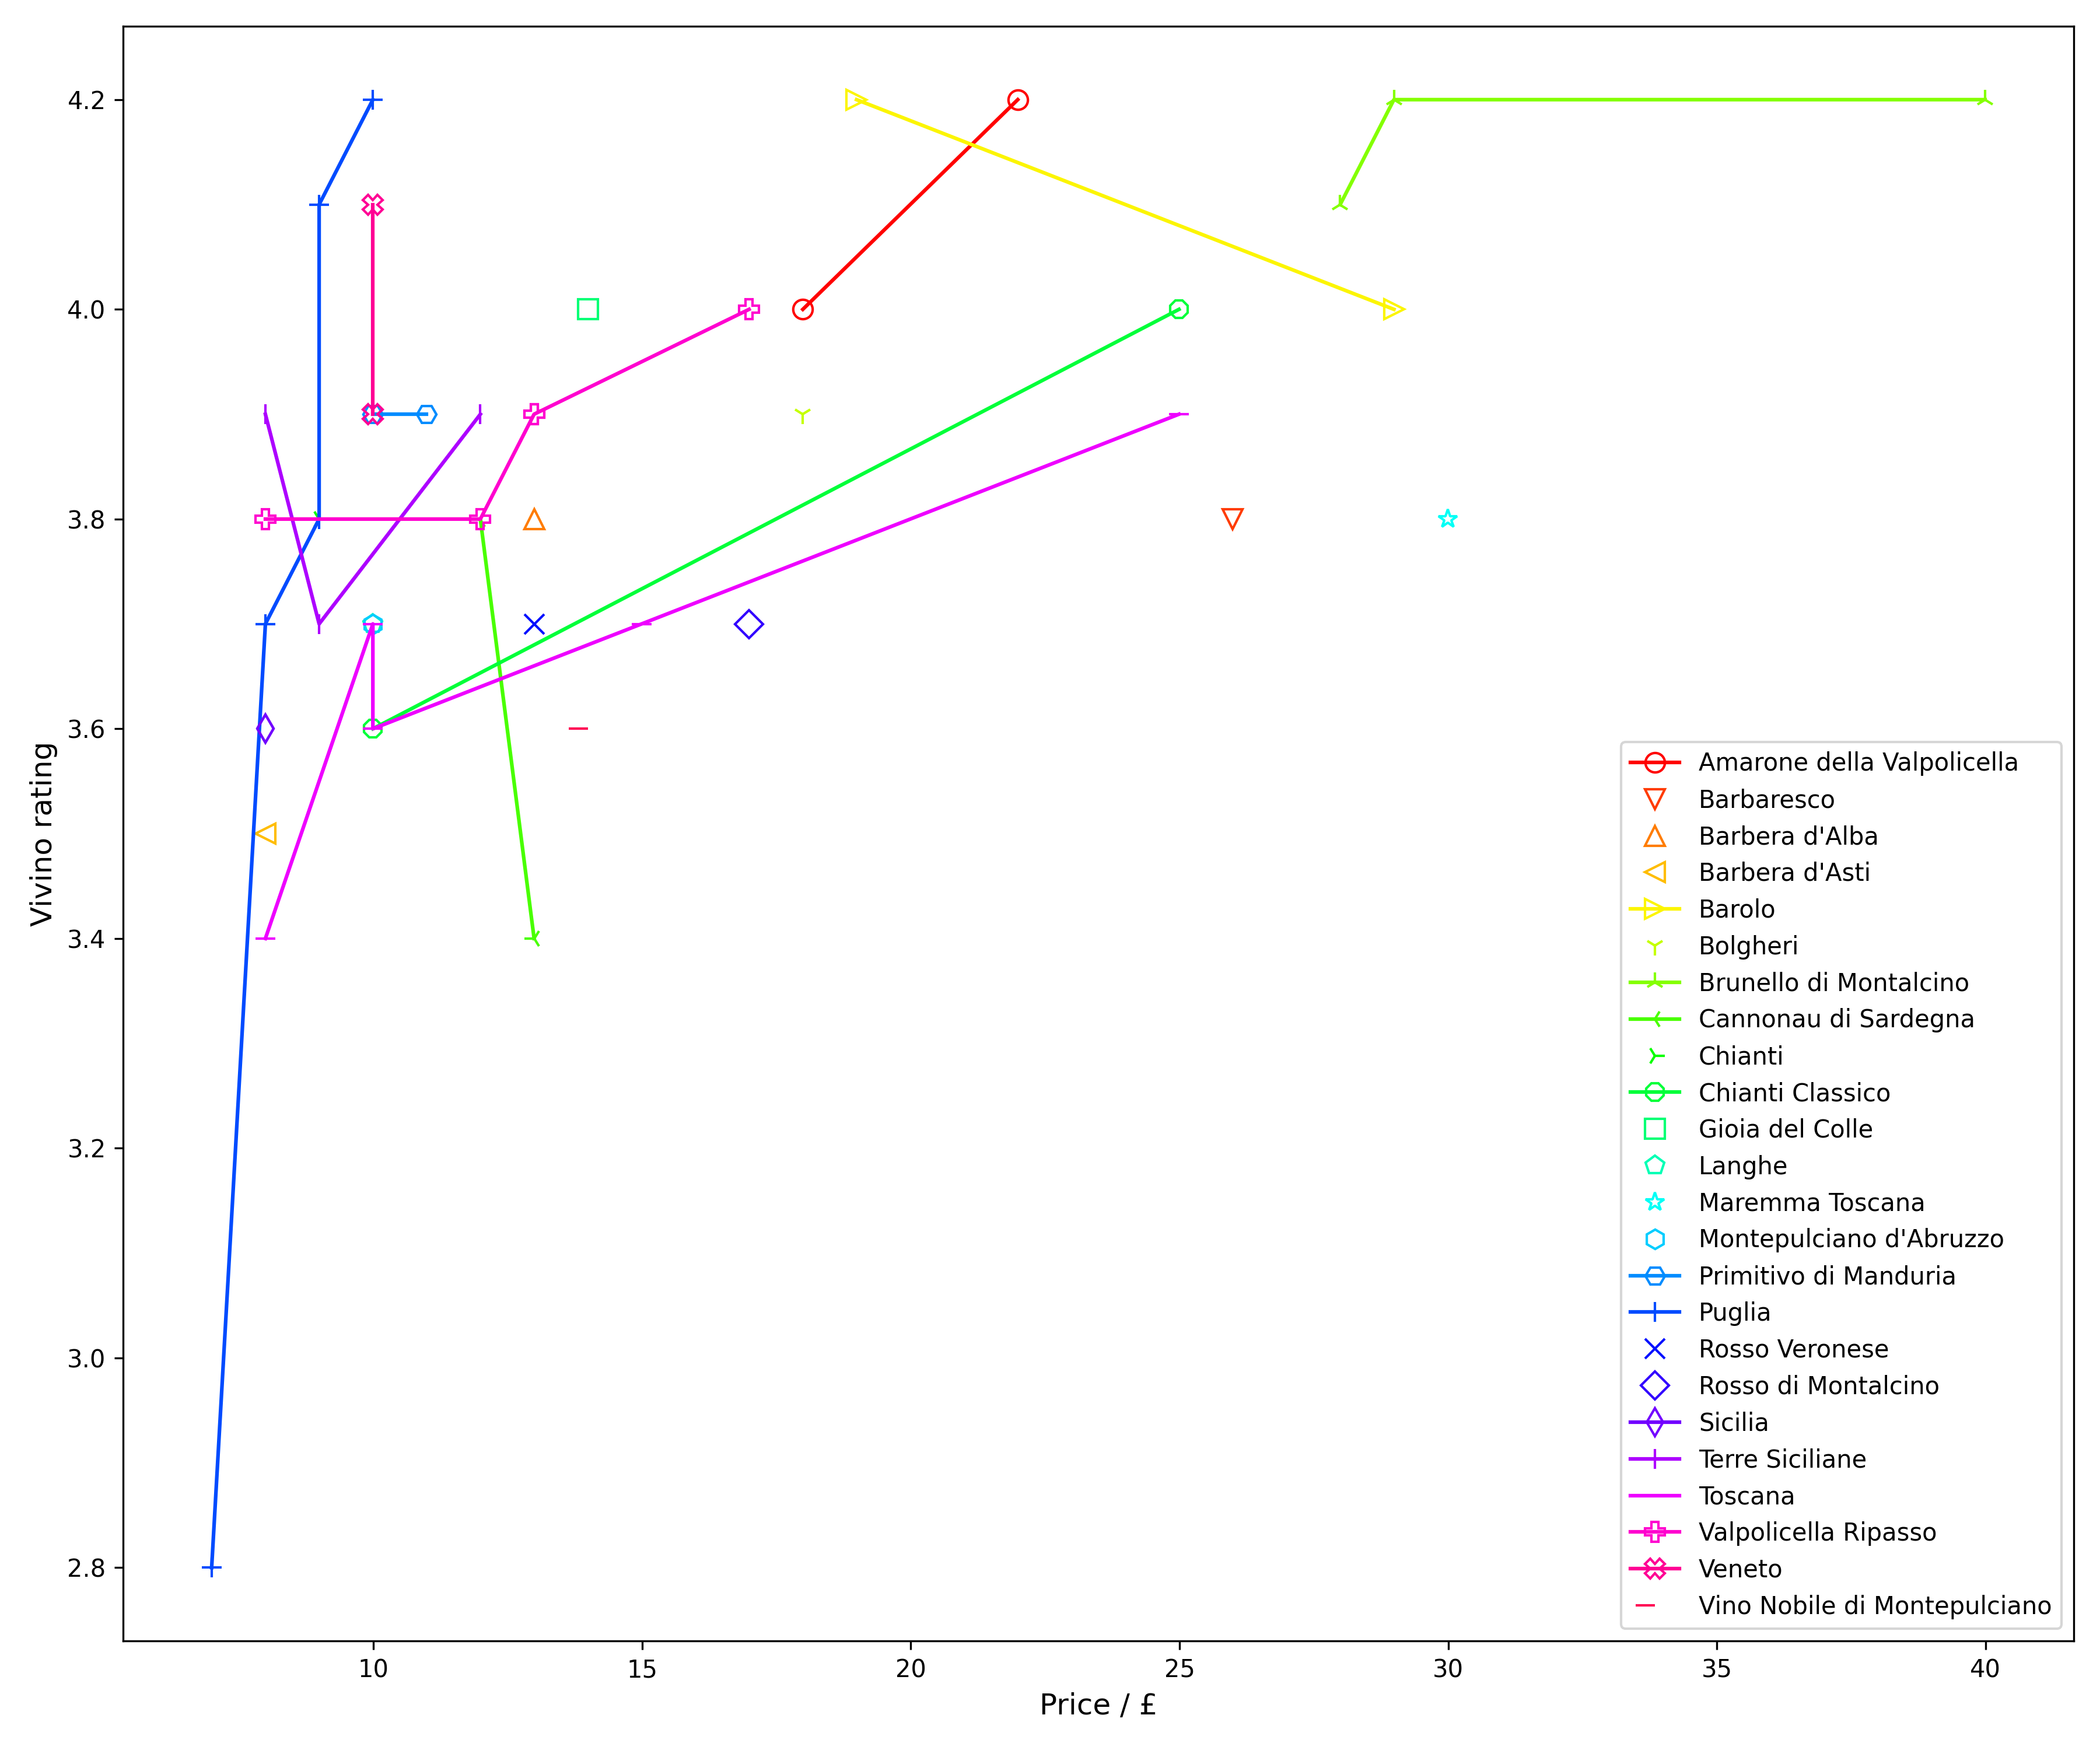 4.2
4.0
3.8
3.6
3.4
3.2
3.0
2.8
Vivino rating
10
15
20
25
30
35
40
Price / £
Amarone della Valpolicella
Barbaresco
Barbera d'Alba
Barbera d'Asti
Barolo
Bolgheri
Brunello di Montalcino
Cannonau di Sardegna
Chianti
Chianti Classico
Gioia del Colle
Langhe
Maremma Toscana
Montepulciano d'Abruzzo
Primitivo di Manduria
Puglia
Rosso Veronese
Rosso di Montalcino
Sicilia
Terre Siciliane
Toscana
Valpolicella Ripasso
Veneto
Vino Nobile di Montepulciano